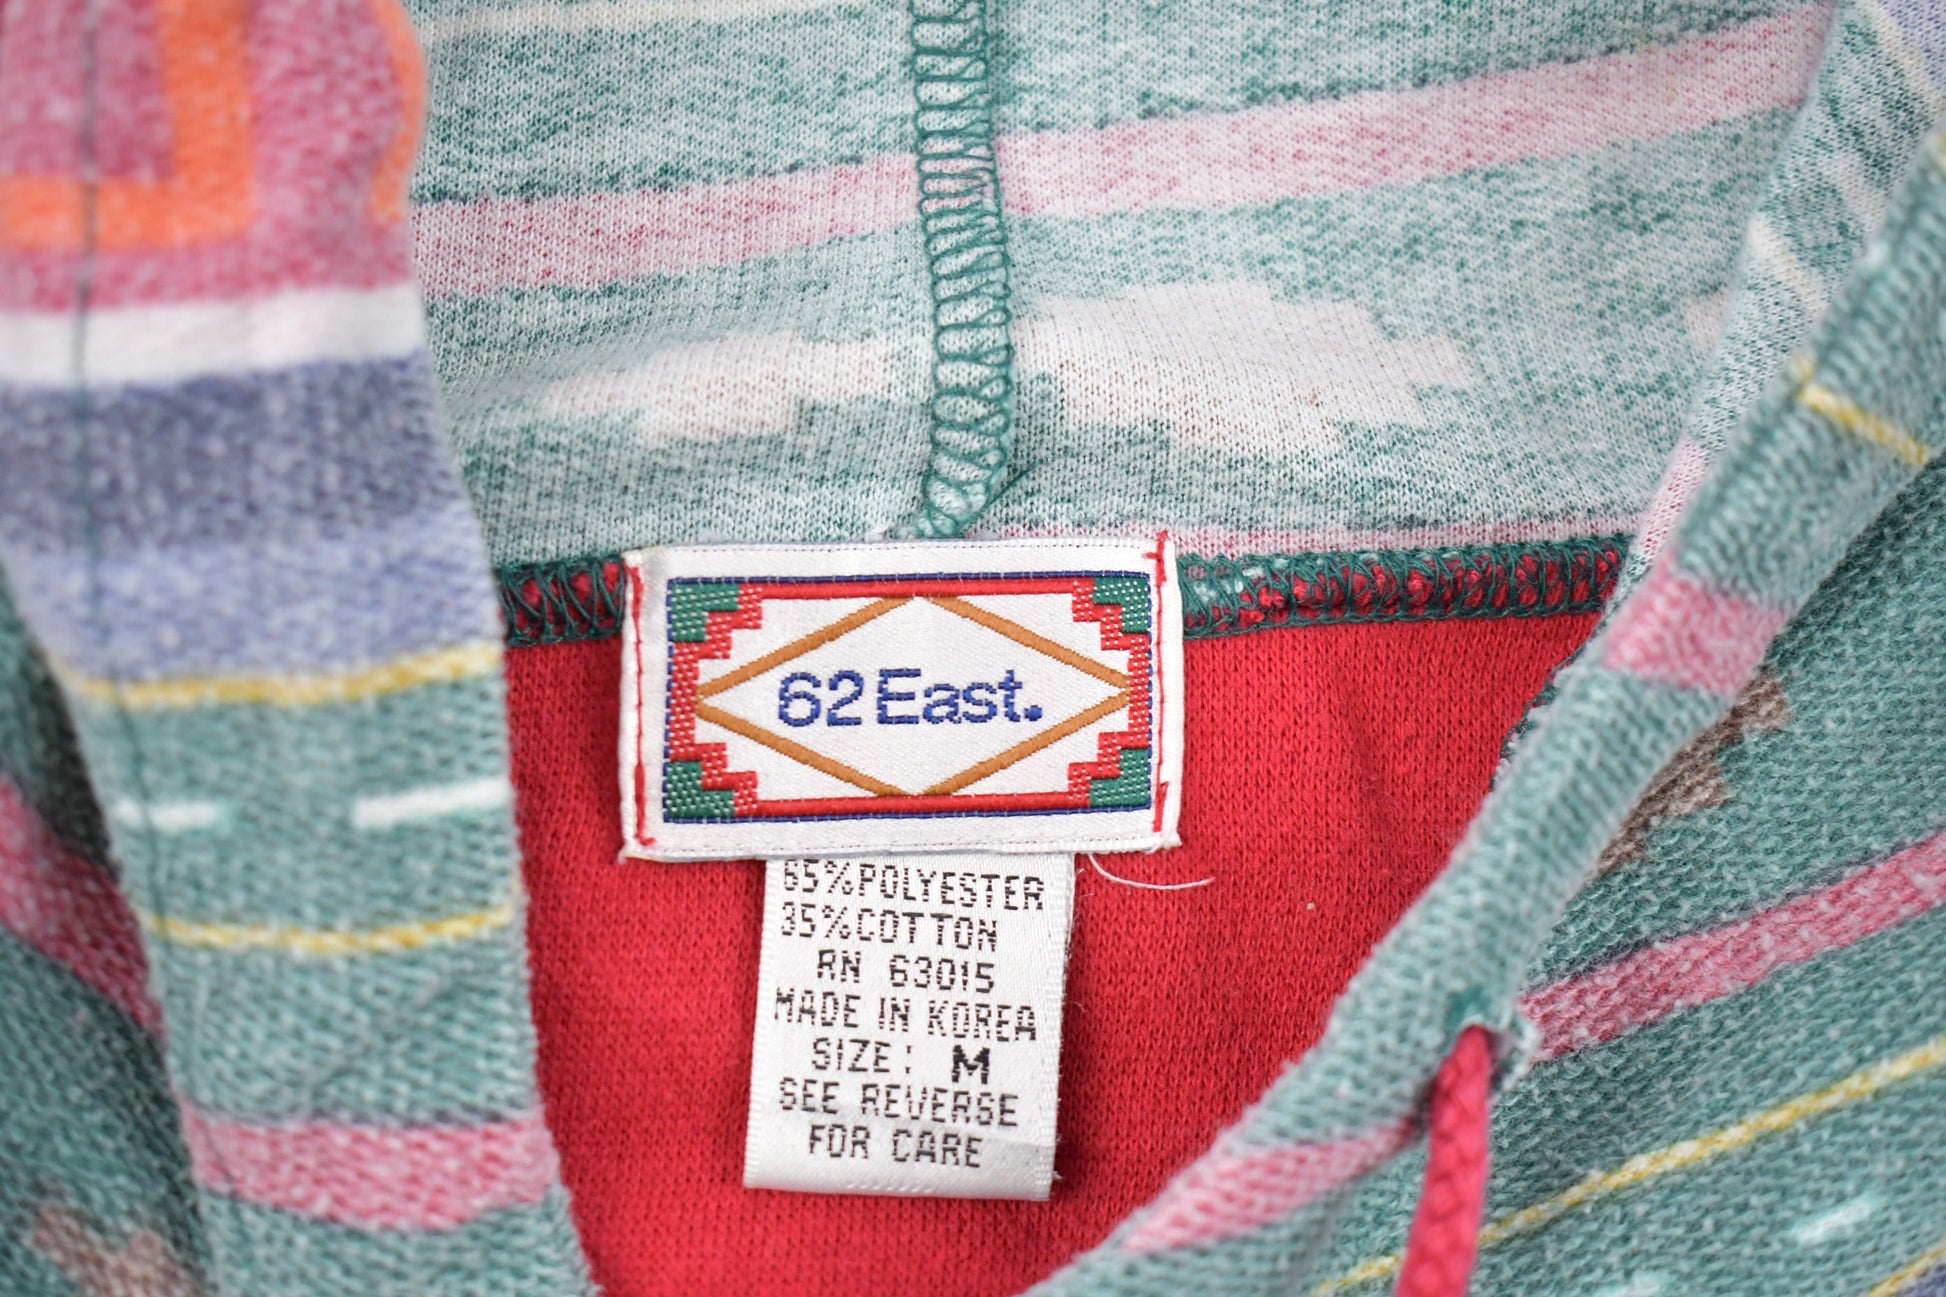 62 East.
65% POLYESTER
35% COTTON
RN 63015
MADE IN KOREA
SIZE: M
SEE REVERSE
FOR CARE